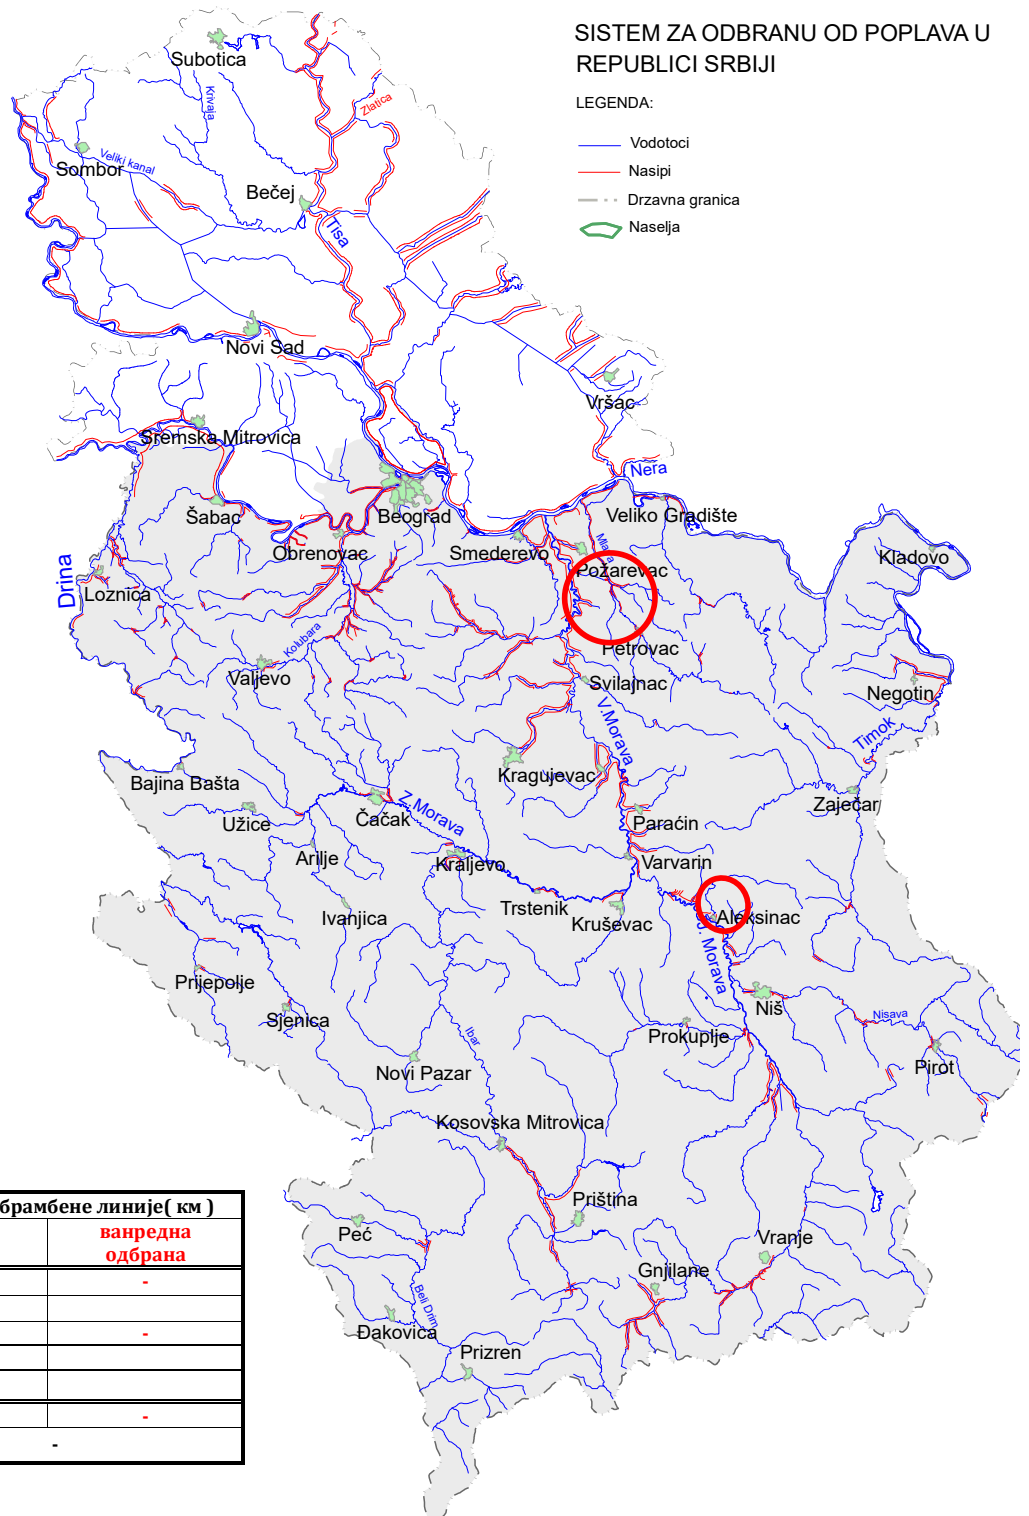 SISTEM ZA ODBRANU OD POPLAVA U
REPUBLICI SRBIJI
LEGENDA:
Vodotoci
Nasipi
Drzavna granica
Naselja
Subotica
Krivaja
Zlatica
Sombor
Veliki kanal
Bečej
Tisa
Novi Sad
Vršac
Sremska Mitrovica
Nera
Šabac
Beograd
Veliko Gradište
Obrenovac
Smederevo
Kladovo
Požarevac
Drina
Loznica
Kolubara
Petrovac
Valjevo
Svilajnac
Negotin
V.Morava
Timok
Kragujevac
Bajina Bašta
Zaječar
Užice
Čačak
Z.Morava
Paraćin
Arilje
Kraljevo
Varvarin
Ivanjica
Trstenik
Kruševac
Aleksinac
J. Morava
Prijepolje
Sjenica
Niš
Nisava
Ibar
Prokuplje
Pirot
Novi Pazar
Kosovska Mitrovica
Priština
Peć
Vranje
Gnjilane
Beli Drim
Đakovica
Prizren
брамбене линије( км )
ванредна
одбрана
-
-
-
-